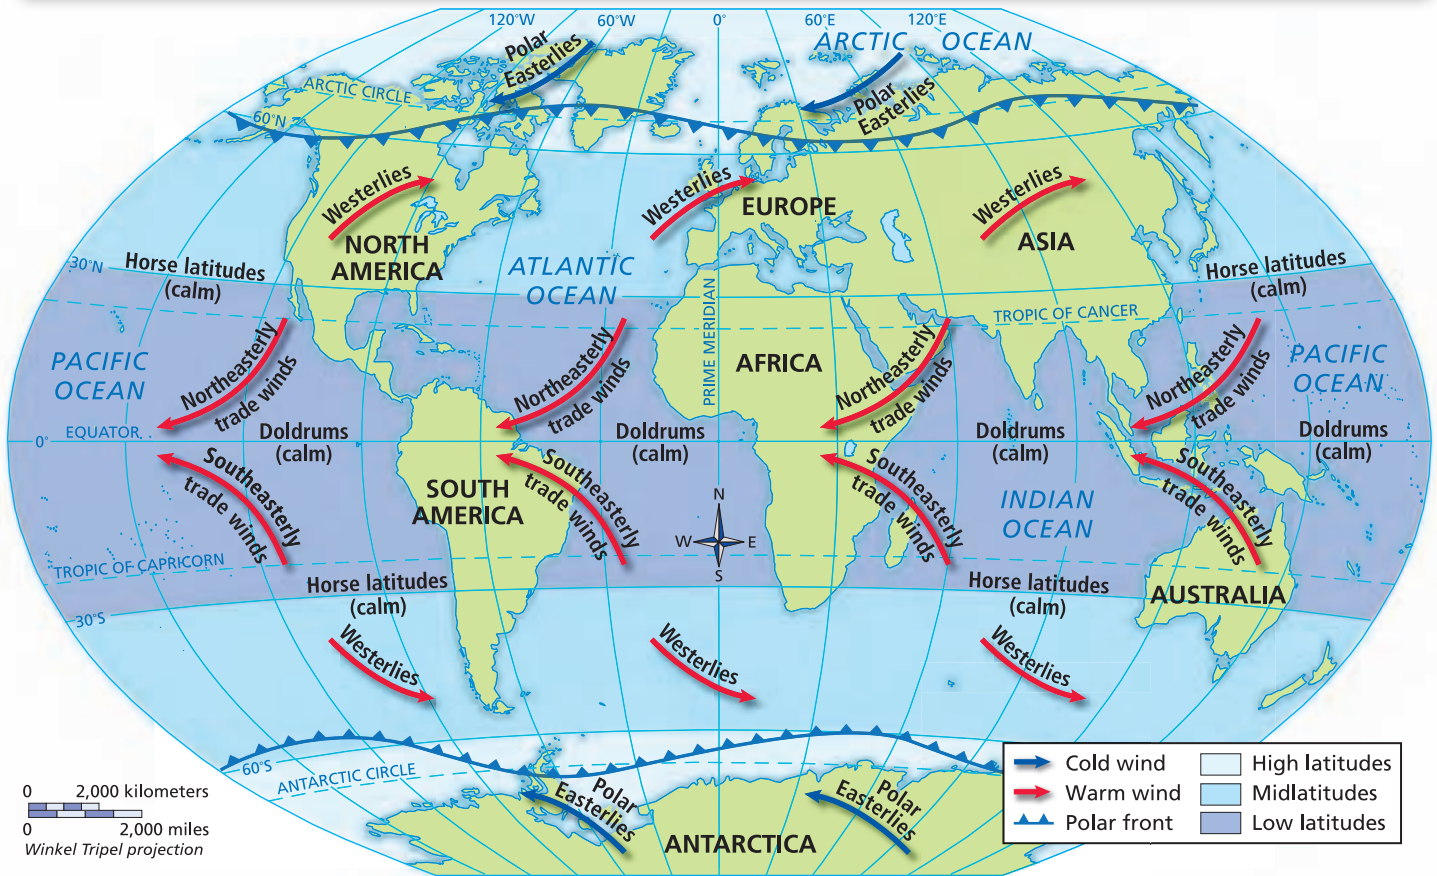 120°W
60°W
0°
60°E
120°E
ARCTIC OCEAN
Polar
Easterlies
Polar
Easterlies
ARCTIC CIRCLE
60°N
Westerlies
Westerlies
Westerlies
EUROPE
NORTH
AMERICA
ASIA
30°N
Horse latitudes
(calm)
ATLANTIC
OCEAN
Horse latitudes
(calm)
PRIME MERIDIAN
TROPIC OF CANCER
PACIFIC
OCEAN
Northeasterly
trade winds
Northeasterly
trade winds
AFRICA
Northeasterly
trade winds
Northeasterly
trade winds
PACIFIC
OCEAN
0°
EQUATOR
Doldrums
(calm)
Doldrums
(calm)
Doldrums
(calm)
Doldrums
(calm)
Southeasterly
trade winds
SOUTH
AMERICA
Southeasterly
trade winds
Southeasterly
trade winds
INDIAN
OCEAN
Southeasterly
trade winds
N
W E
S
TROPIC OF CAPRICORN
Horse latitudes
(calm)
Horse latitudes
(calm)
AUSTRALIA
30°S
Westerlies
Westerlies
Westerlies
60°S
ANTARCTIC CIRCLE
Polar
Easterlies
Polar
Easterlies
ANTARCTICA
0 2,000 kilometers
0 2,000 miles
Winkel Tripel projection
Cold wind
Warm wind
Polar front
High latitudes
Midlatitudes
Low latitudes